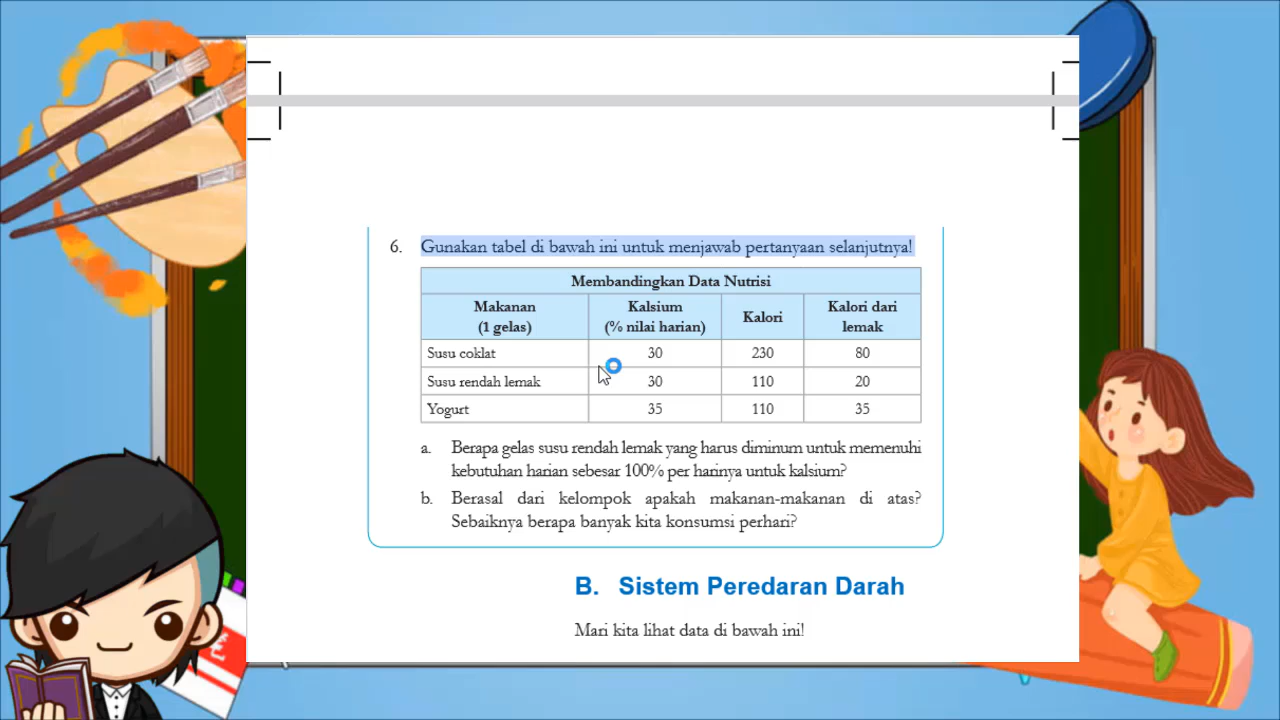 6. Gunakan tabel di bawah ini untuk menjawab pertanyaan selanjutnya!
Membandingkan Data Nutrisi
Makanan (1 gelas) Kalsium (% nilai harian) Kalori Kalori dari lemak
Susu coklat 30 230 80
Susu rendah lemak 30 110 20
Yogurt 35 110 35
a. Berapa gelas susu rendah lemak yang harus diminum untuk memenuhi
kebutuhan harian sebesar 100% per harinya untuk kalsium?
b. Berasal dari kelompok apakah makanan-makanan di atas?
Sebaiknya berapa banyak kita konsumsi perhari?
B. Sistem Peredaran Darah
Mari kita lihat data di bawah ini!